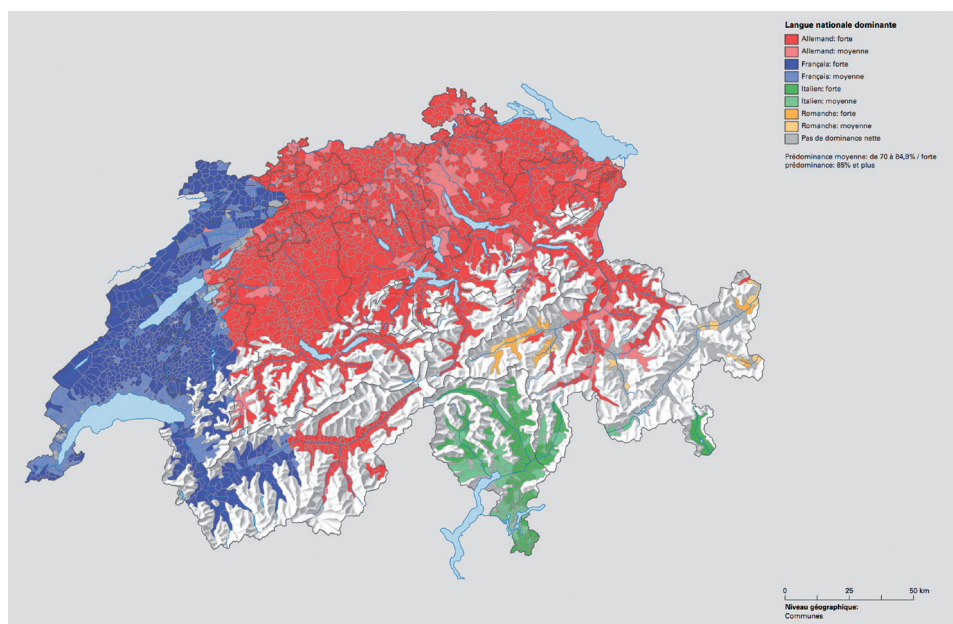 Langue nationale dominante
Allemand: forte
Allemand: moyenne
Français: forte
Français: moyenne
Italien: forte
Italien: moyenne
Romanche: forte
Romanche: moyenne
Pas de dominance nette
Prédominance moyenne: de 70 à 84,9% / forte
prédominance: 85% et plus
0 25 50 km
Niveau géographique:
Communes